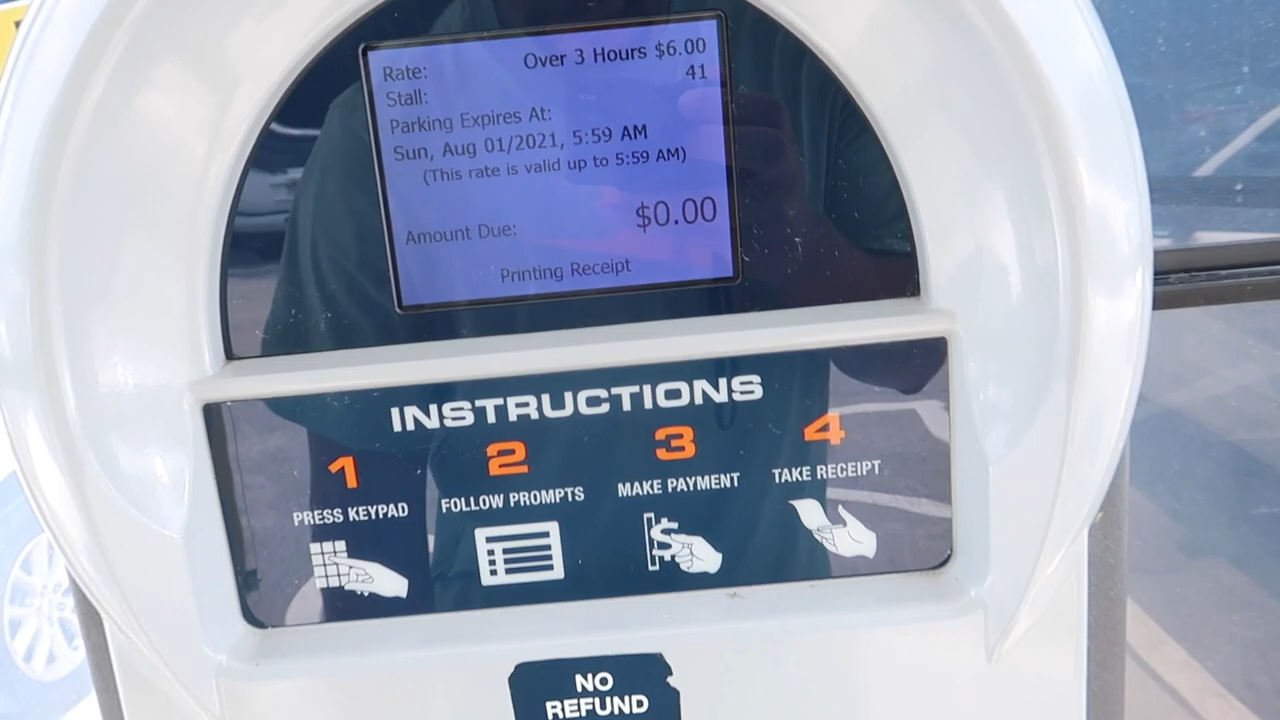 Rate: Over 3 Hours $6.00
Stall: 41
Parking Expires At:
Sun, Aug 01/2021, 5:59 AM
(This rate is valid up to 5:59 AM)
Amount Due: $0.00
Printing Receipt
INSTRUCTIONS
1 2 3 4
PRESS KEYPAD FOLLOW PROMPTS MAKE PAYMENT TAKE RECEIPT
NO
REFUND